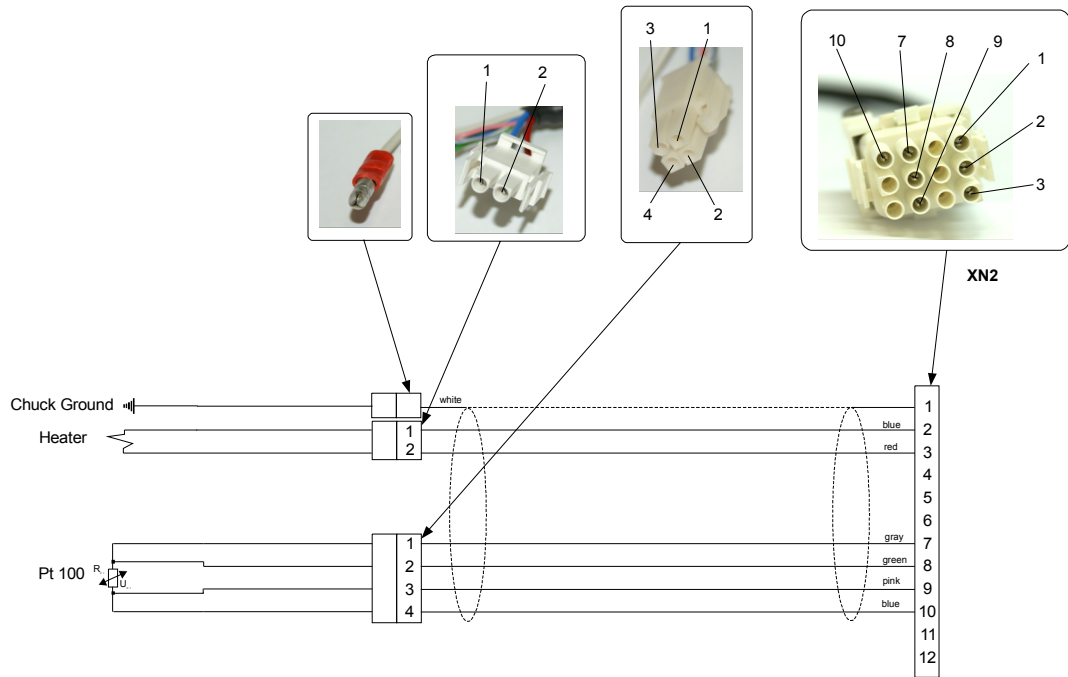 1 2
3 1
4 2
10 7 8 9 1
2
3
XN2
Chuck Ground
white
1
Heater
1
blue
2
2
red
3
4
5
6
1
gray
7
Pt 100
R...
U...
2
green
8
3
pink
9
4
blue
10
11
12